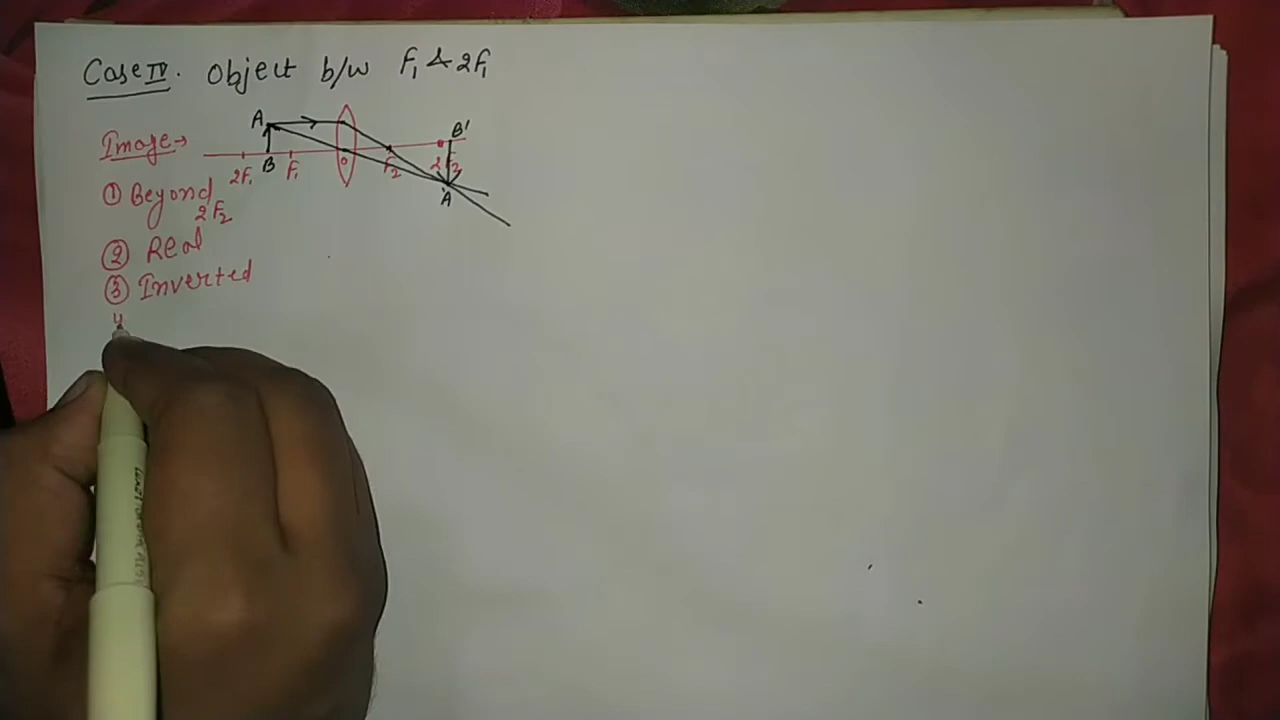 Case IV. Object b/w F₁ & 2F₁
Image→
A
B'
2F₁ B F₁ O F₂ 2F₂
A'
① Beyond
2F₂
② Real
③ Inverted
4